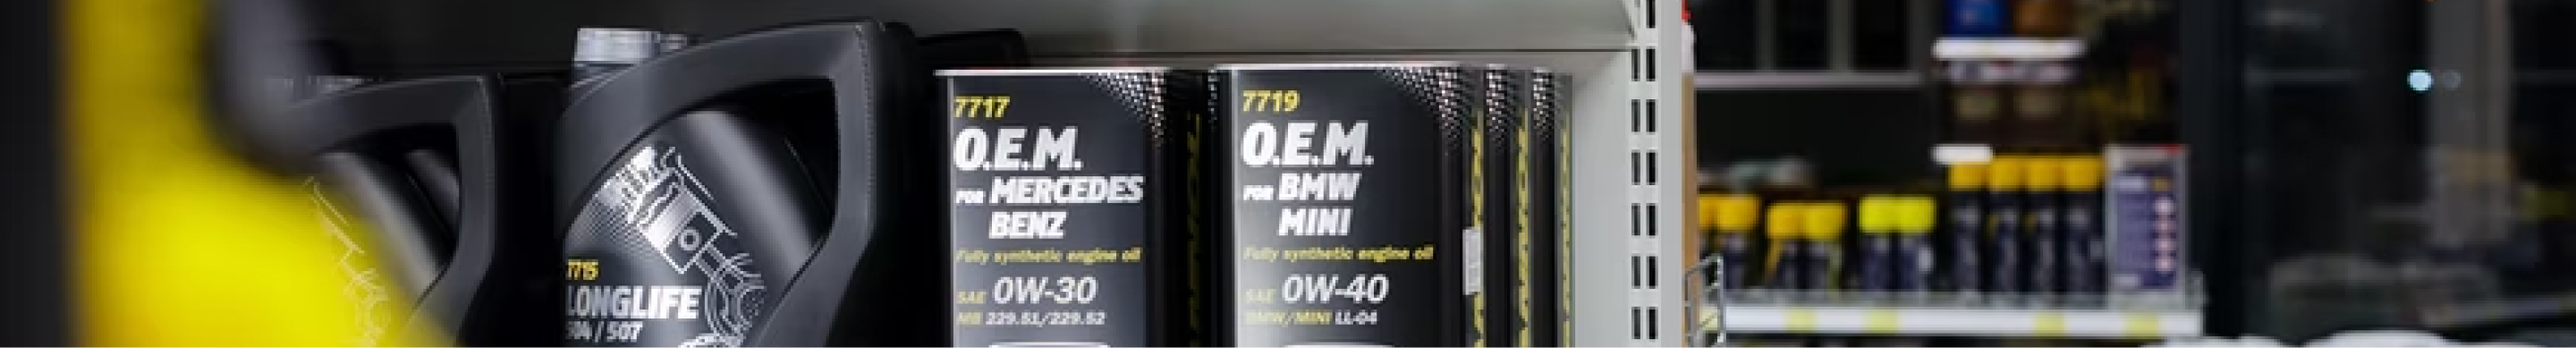 7715
LONGLIFE
504 / 507
7717
O.E.M.
FOR MERCEDES
BENZ
Fully synthetic engine oil
SAE 0W-30
MB 229.51/229.52
7719
O.E.M.
FOR BMW
MINI
Fully synthetic engine oil
SAE 0W-40
BMW/MINI LL-04